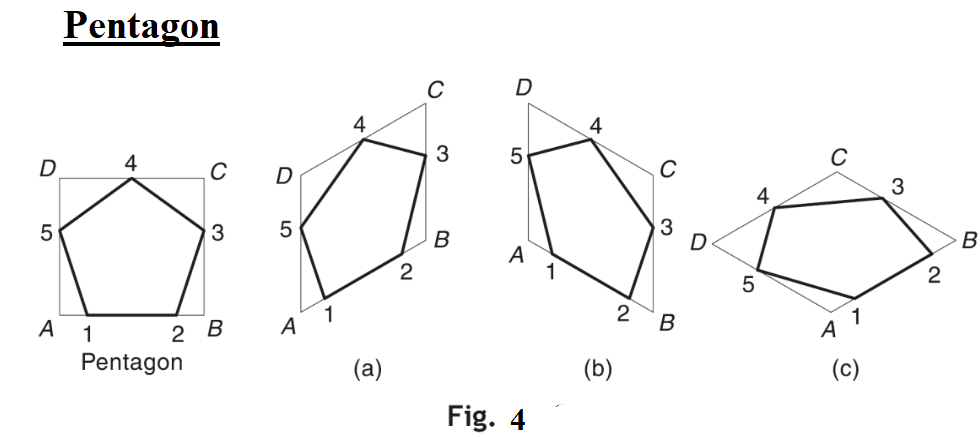 Pentagon
D 4 C
5 3
A 1 2 B
Pentagon
C
4
3
D
5
B
2
A 1
(a)
D
4
5
C
3
A
1
2
B
(b)
C
3
4
D
B
2
5
1
A
(c)
Fig. 4